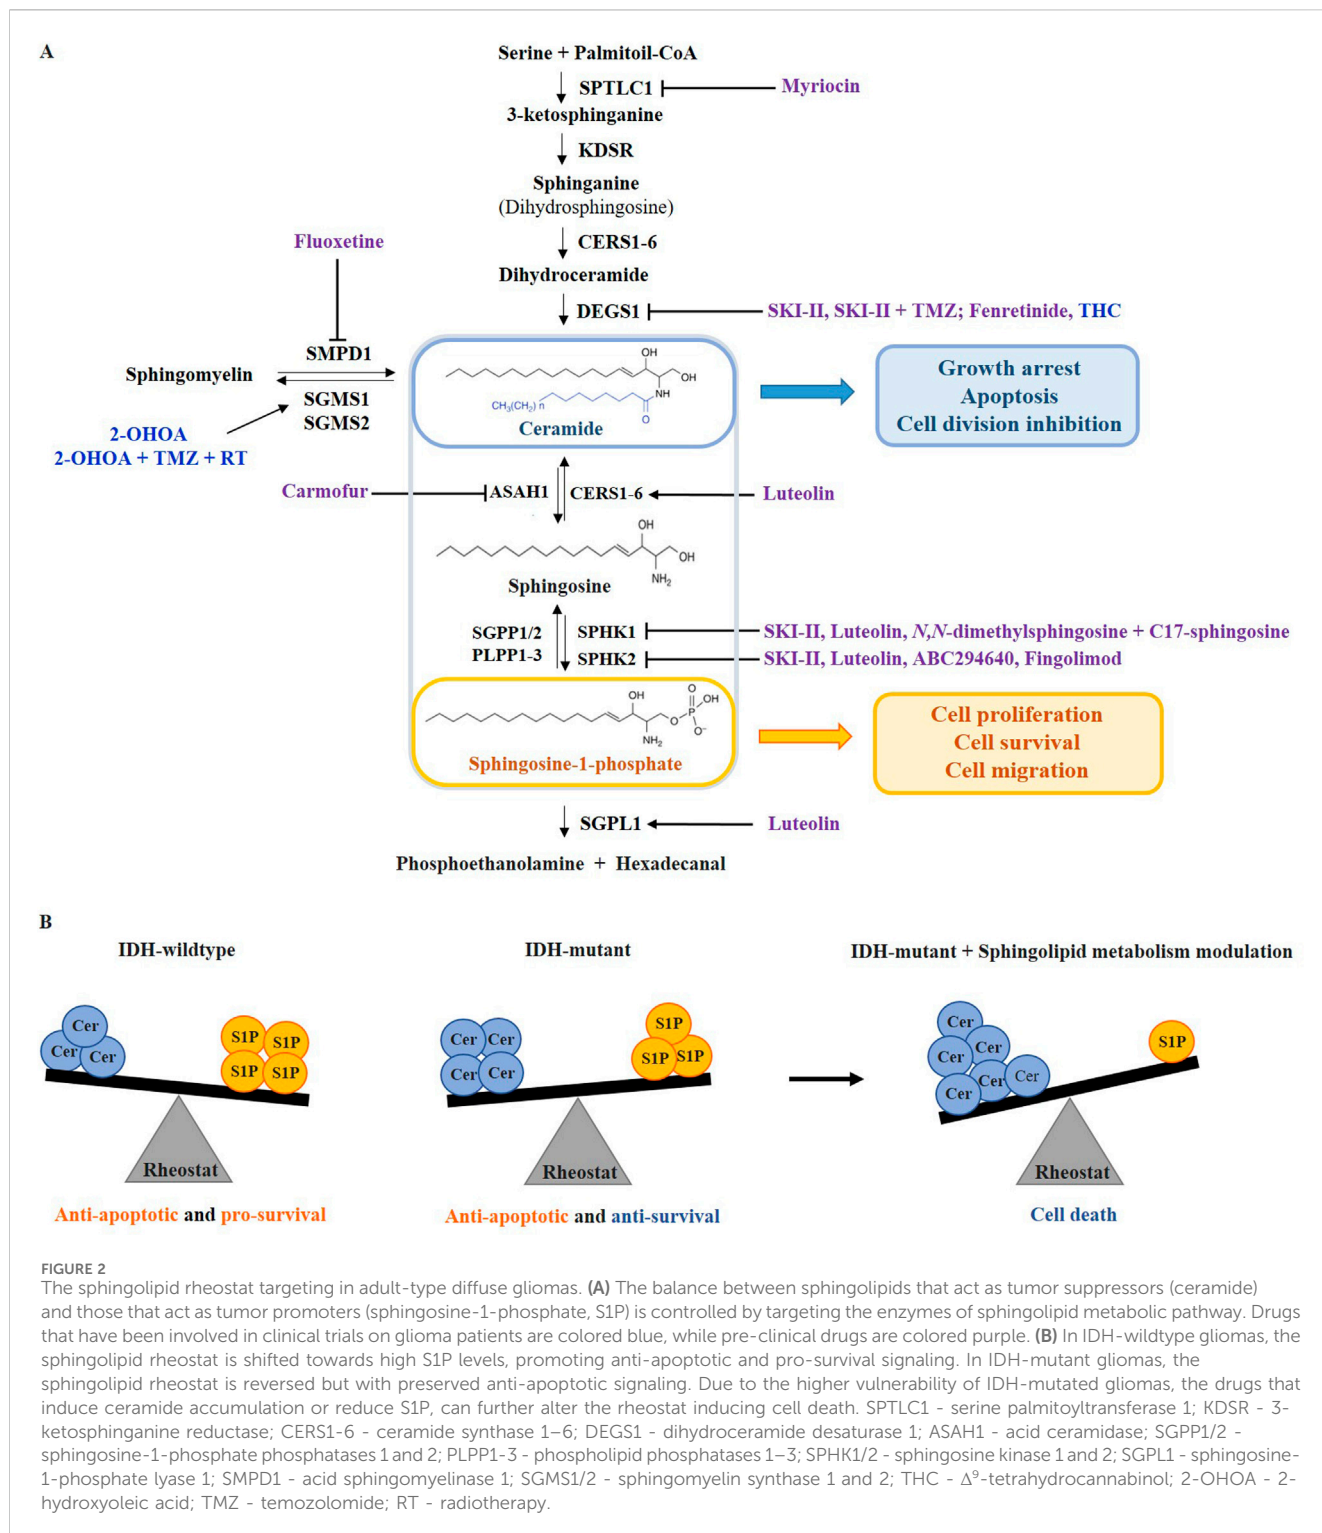 A
Serine + Palmitoil-CoA
SPTLC1
Myriocin
3-ketosphinganine
KDSR
Sphinganine
(Dihydrosphingosine)
Fluoxetine
CERS1-6
Dihydroceramide
DEGS1
SKI-II, SKI-II + TMZ; Fenretinide, THC
SMPD1
Sphingomyelin
SGMS1
SGMS2
2-OHOA
2-OHOA + TMZ + RT
OH
OH
NH
CH₃(CH₂)n
O
Ceramide
Growth arrest
Apoptosis
Cell division inhibition
Carmofur
ASAH1
CERS1-6
Luteolin
OH
OH
NH₂
Sphingosine
SGPP1/2
PLPP1-3
SPHK1
SPHK2
SKI-II, Luteolin, N,N-dimethylsphingosine + C17-sphingosine
SKI-II, Luteolin, ABC294640, Fingolimod
OH
O
OH
O
P
O⁻
NH₂
Sphingosine-1-phosphate
Cell proliferation
Cell survival
Cell migration
SGPL1
Luteolin
Phosphoethanolamine + Hexadecanal
B
IDH-wildtype
IDH-mutant
IDH-mutant + Sphingolipid metabolism modulation
Cer
Cer
Cer
S1P
S1P
S1P
S1P
Rheostat
Anti-apoptotic and pro-survival
Cer
Cer
Cer
Cer
S1P
S1P
S1P
Rheostat
Anti-apoptotic and anti-survival
Cer
Cer
Cer
Cer
Cer
Cer
S1P
Rheostat
Cell death
FIGURE 2
The sphingolipid rheostat targeting in adult-type diffuse gliomas. (A) The balance between sphingolipids that act as tumor suppressors (ceramide)
and those that act as tumor promoters (sphingosine-1-phosphate, S1P) is controlled by targeting the enzymes of sphingolipid metabolic pathway. Drugs
that have been involved in clinical trials on glioma patients are colored blue, while pre-clinical drugs are colored purple. (B) In IDH-wildtype gliomas, the
sphingolipid rheostat is shifted towards high S1P levels, promoting anti-apoptotic and pro-survival signaling. In IDH-mutant gliomas, the
sphingolipid rheostat is reversed but with preserved anti-apoptotic signaling. Due to the higher vulnerability of IDH-mutated gliomas, the drugs that
induce ceramide accumulation or reduce S1P, can further alter the rheostat inducing cell death. SPTLC1 - serine palmitoyltransferase 1; KDSR - 3-
ketosphinganine reductase; CERS1-6 - ceramide synthase 1–6; DEGS1 - dihydroceramide desaturase 1; ASAH1 - acid ceramidase; SGPP1/2 -
sphingosine-1-phosphate phosphatases 1 and 2; PLPP1-3 - phospholipid phosphatases 1–3; SPHK1/2 - sphingosine kinase 1 and 2; SGPL1 - sphingosine-
1-phosphate lyase 1; SMPD1 - acid sphingomyelinase 1; SGMS1/2 - sphingomyelin synthase 1 and 2; THC - Δ⁹-tetrahydrocannabinol; 2-OHOA - 2-
hydroxyoleic acid; TMZ - temozolomide; RT - radiotherapy.